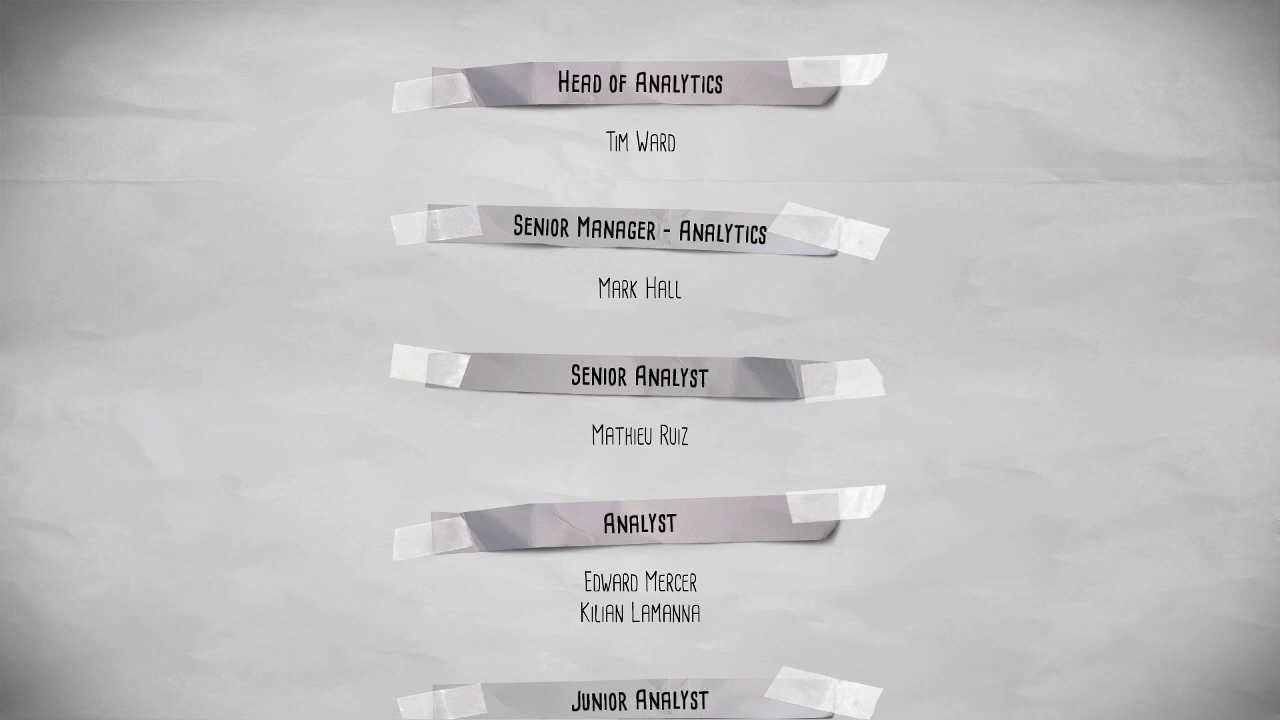 Head of Analytics
Tim Ward
Senior Manager - Analytics
Mark Hall
Senior Analyst
Mathieu Ruiz
Analyst
Edward Mercer
Kilian Lamanna
Junior Analyst